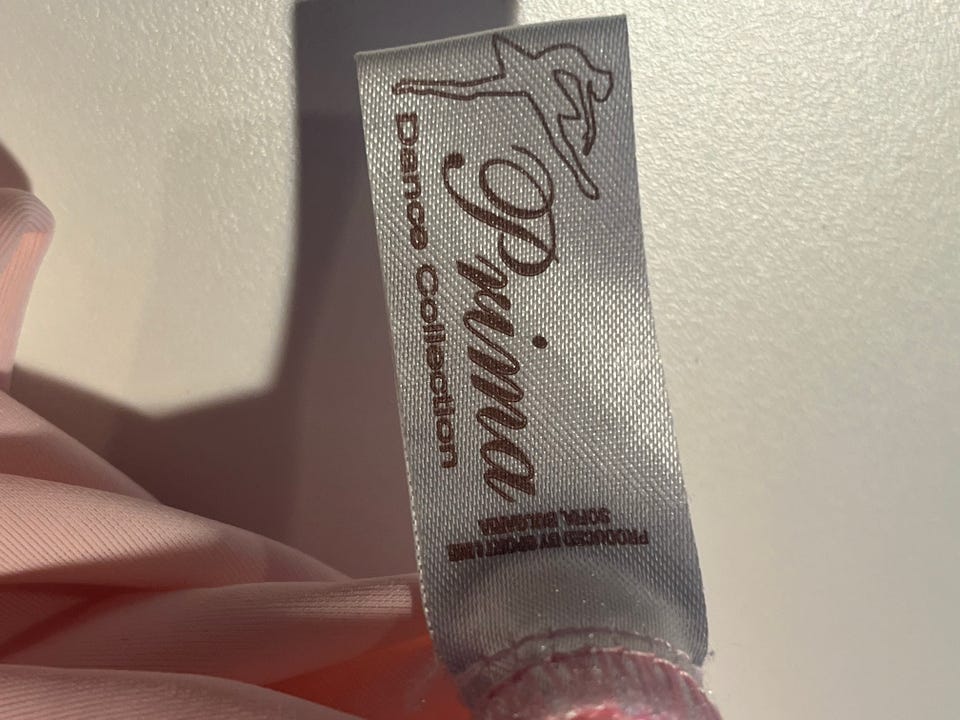 Prima
Dance Collection
PRODUCED BY SPORT LINE
SOFIA, BULGARIA